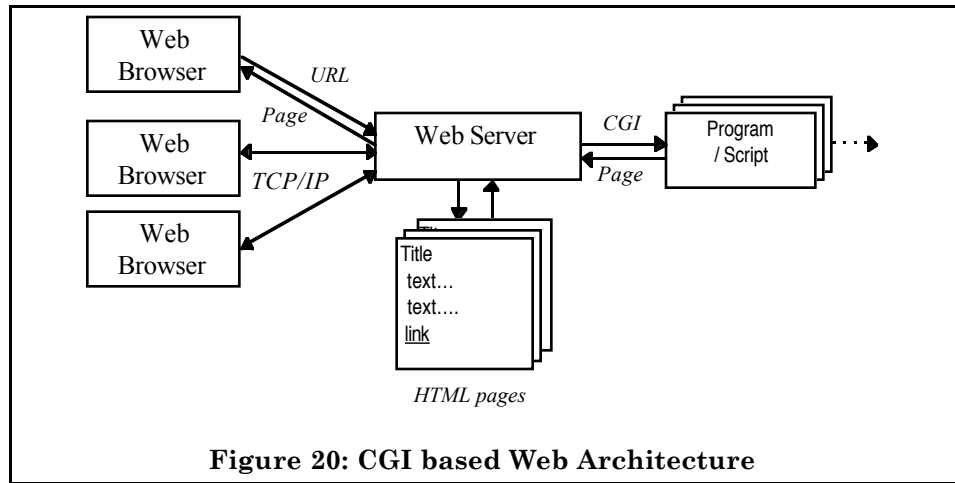 Web
Browser
URL
Page
Web
Browser
TCP/IP
Web
Browser
Web Server
CGI
Page
Program
/ Script
Title
text...
text....
link
HTML pages
Figure 20: CGI based Web Architecture